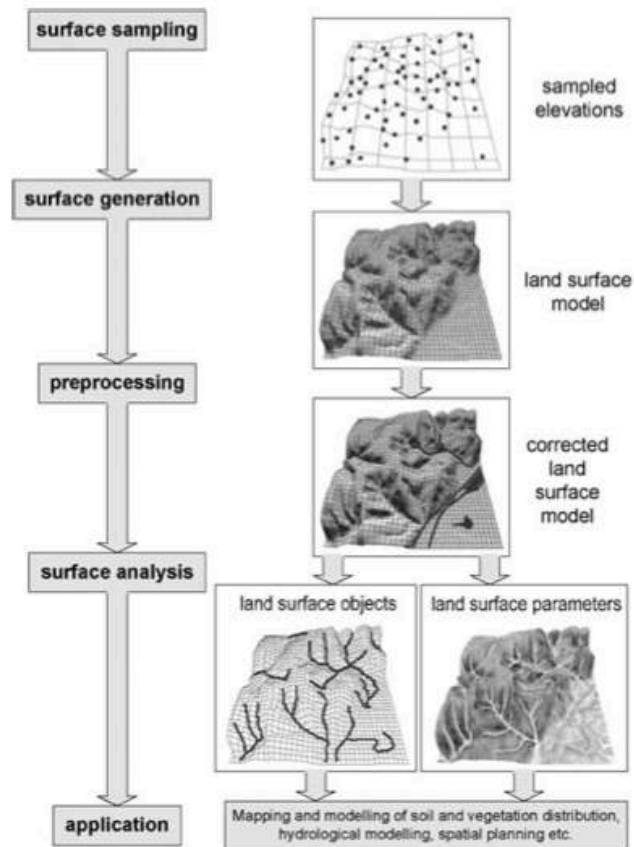 surface sampling
sampled
elevations
surface generation
land surface
model
preprocessing
corrected
land
surface
model
surface analysis
land surface objects
land surface parameters
application
Mapping and modelling of soil and vegetation distribution,
hydrological modelling, spatial planning etc.